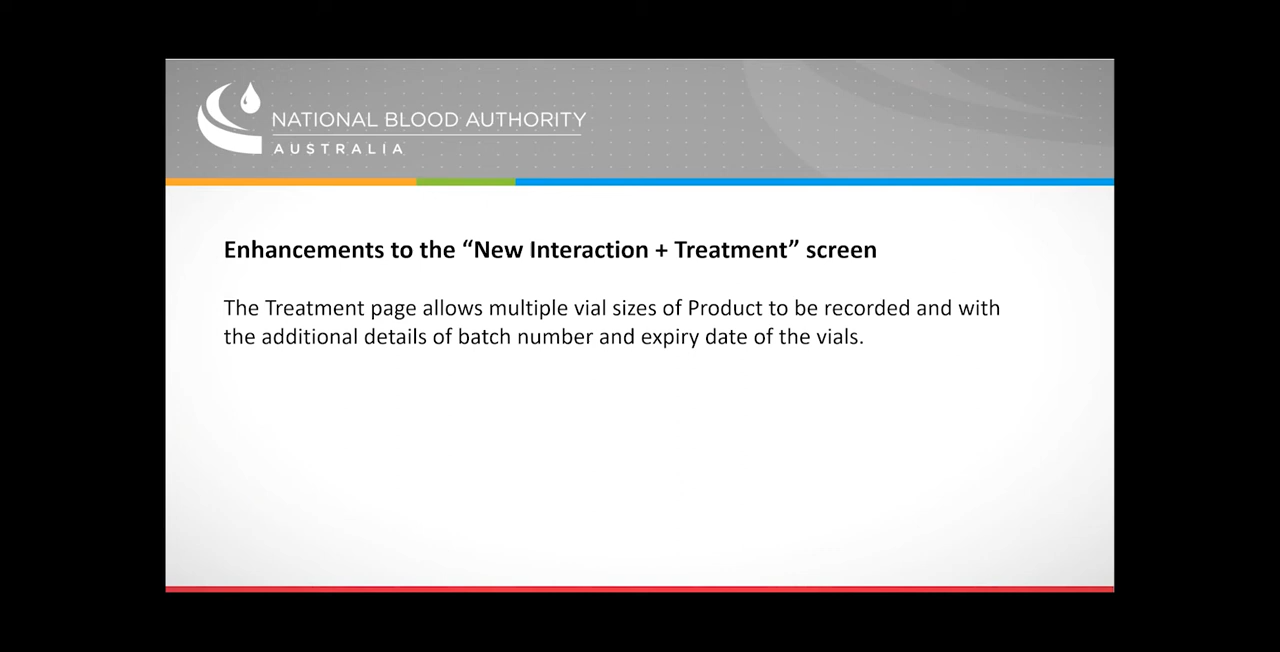 NATIONAL BLOOD AUTHORITY
AUSTRALIA
Enhancements to the “New Interaction + Treatment” screen
The Treatment page allows multiple vial sizes of Product to be recorded and with
the additional details of batch number and expiry date of the vials.